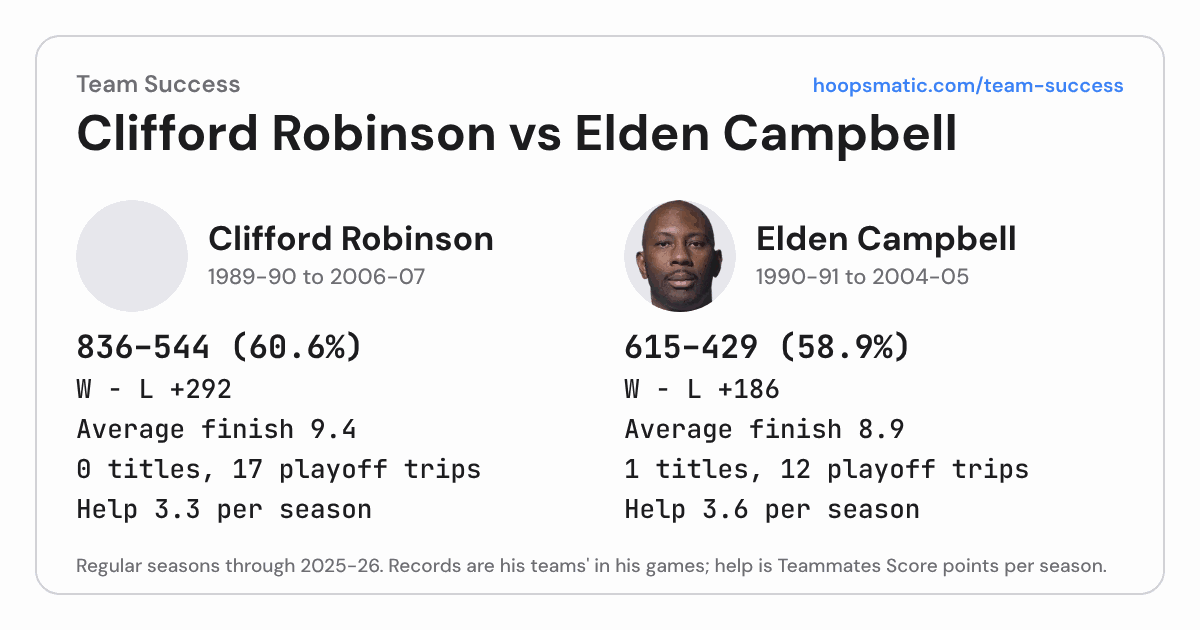 Team Success
hoopsmatic.com/team-success
Clifford Robinson vs Elden Campbell
Clifford Robinson
1989-90 to 2006-07
836-544 (60.6%)
W - L +292
Average finish 9.4
0 titles, 17 playoff trips
Help 3.3 per season
Elden Campbell
1990-91 to 2004-05
615-429 (58.9%)
W - L +186
Average finish 8.9
1 titles, 12 playoff trips
Help 3.6 per season
Regular seasons through 2025-26. Records are his teams' in his games; help is Teammates Score points per season.